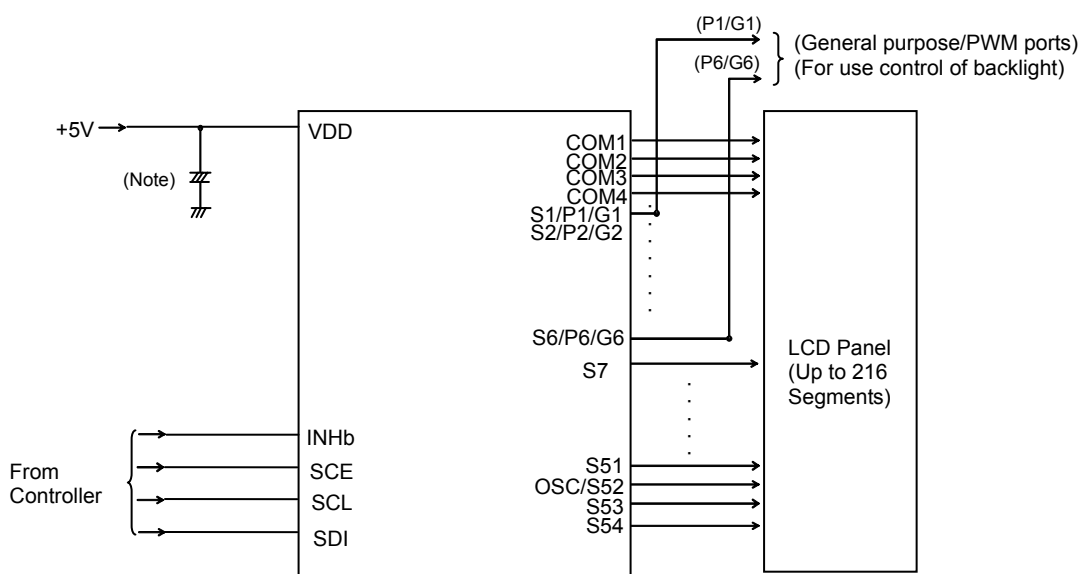 (P1/G1)
(General purpose/PWM ports)
(P6/G6)
(For use control of backlight)
+5V
VDD
(Note)
COM1
COM2
COM3
COM4
S1/P1/G1
S2/P2/G2
S6/P6/G6
S7
LCD Panel
(Up to 216
Segments)
From
Controller
INHb
SCE
SCL
SDI
S51
OSC/S52
S53
S54